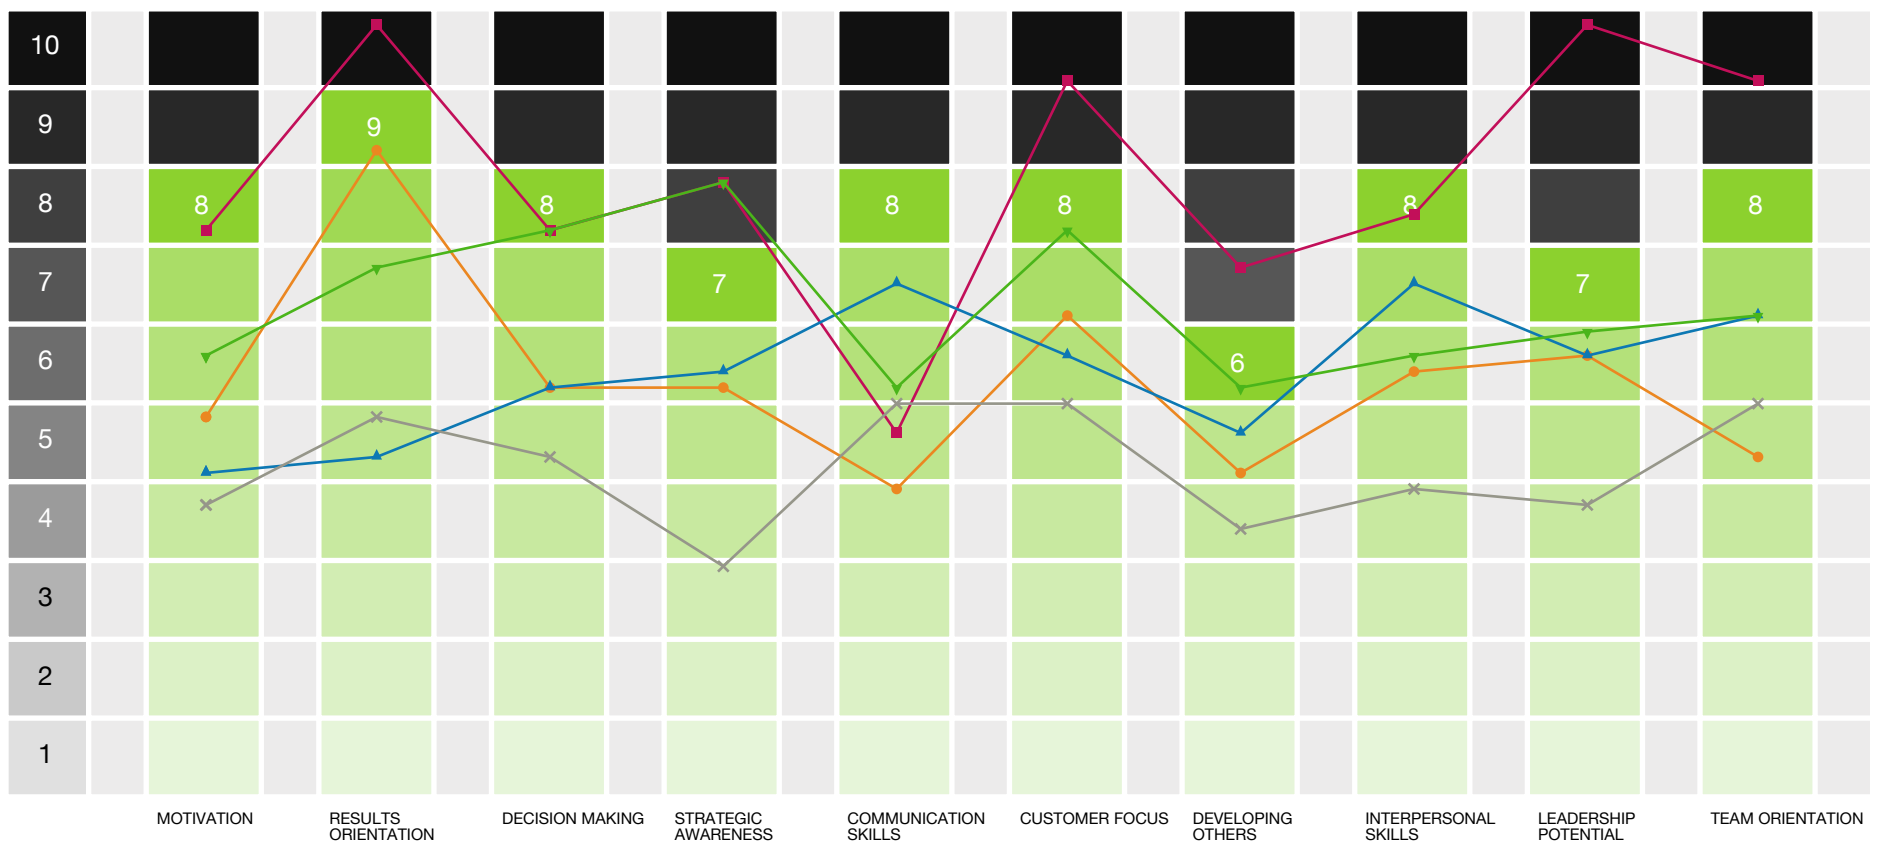 10
9
9
8
8
8
8
8
8
8
7
7
7
6
6
5
4
3
2
1
MOTIVATION
RESULTS
ORIENTATION
DECISION MAKING
STRATEGIC
AWARENESS
COMMUNICATION
SKILLS
CUSTOMER FOCUS
DEVELOPING
OTHERS
INTERPERSONAL
SKILLS
LEADERSHIP
POTENTIAL
TEAM ORIENTATION